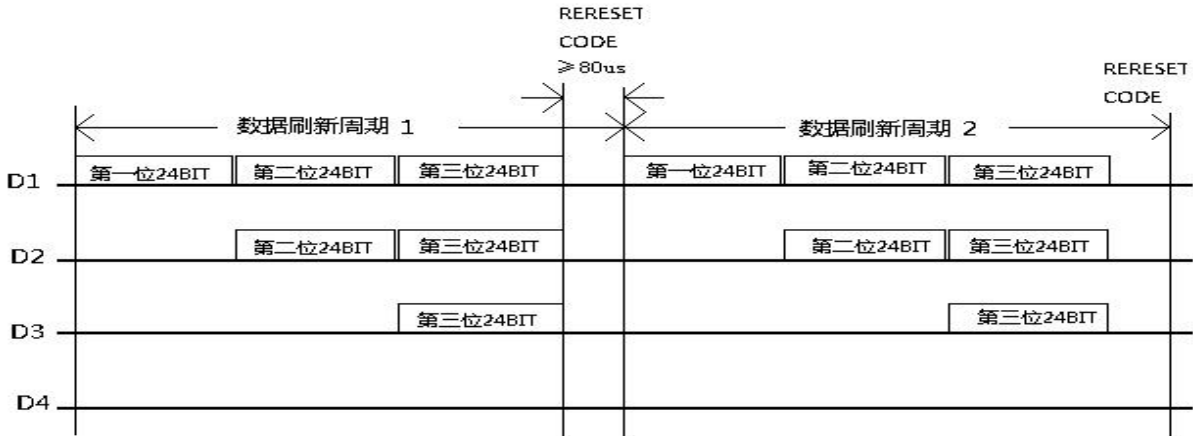 RERESET
CODE
≥80us
RERESET
CODE
数据刷新周期 1
数据刷新周期 2
D1
第一位24BIT
第二位24BIT
第三位24BIT
第一位24BIT
第二位24BIT
第三位24BIT
D2
第二位24BIT
第三位24BIT
第二位24BIT
第三位24BIT
D3
第三位24BIT
第三位24BIT
D4